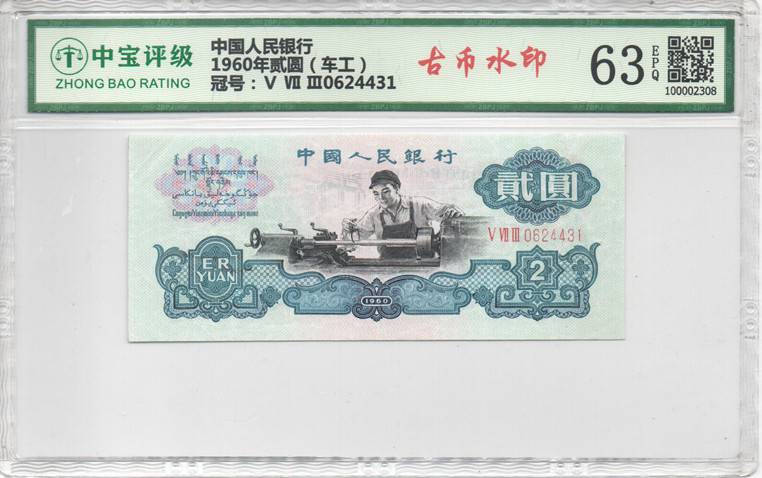 中宝评级
ZHONG BAO RATING
中国人民银行
1960年贰圆（车工）
冠号：Ⅴ Ⅶ Ⅲ0624431
古币水印
63
EPQ
100002308
中國人民銀行
貳圓
Ⅴ Ⅶ Ⅲ 0624431
ER
YUAN
1960
2